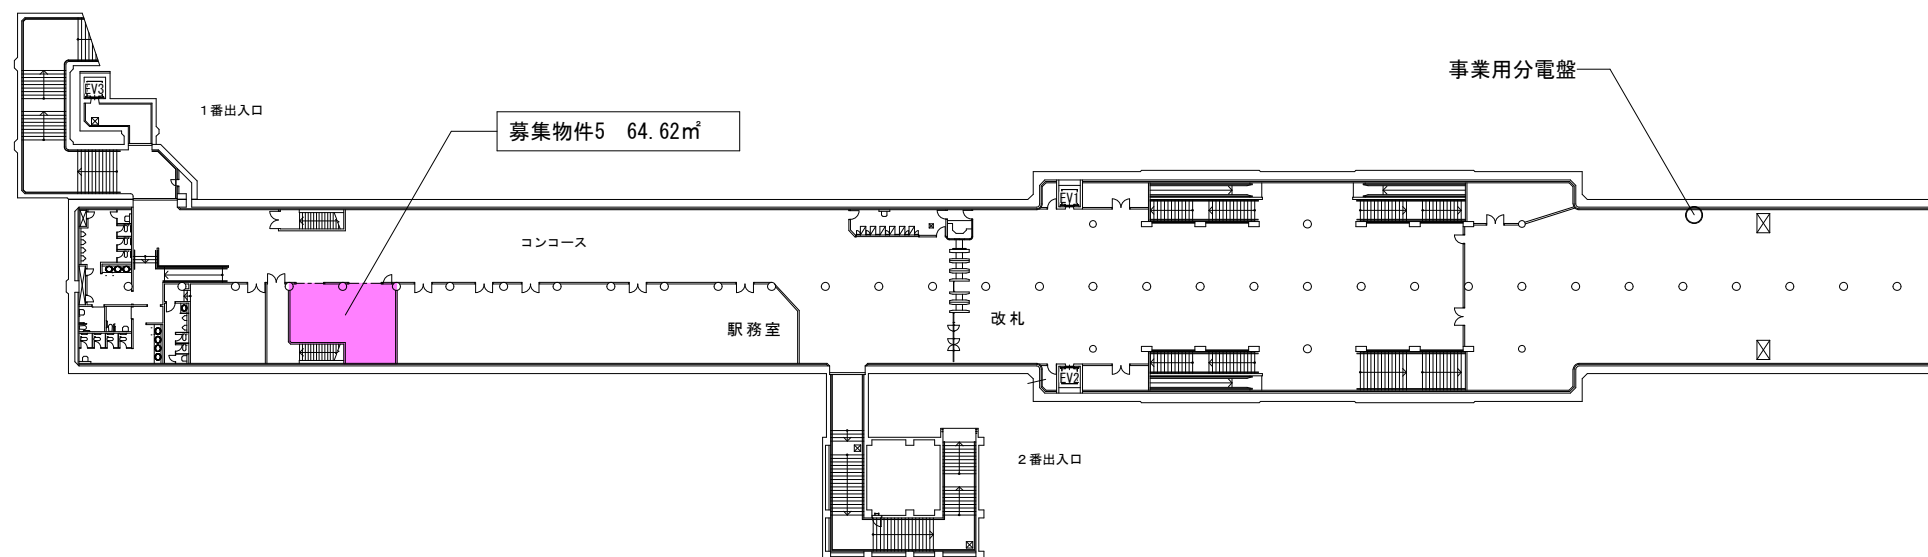 事業用分電盤
EV3
1番出入口
募集物件5　64.62㎡
EV1
コンコース
駅務室
改札
EV2
2番出入口